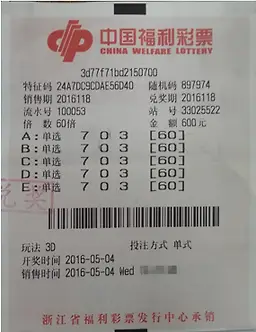 中国福利彩票
CHINA WELFARE LOTTERY
3d77f71bd2150700
特征码 24A7DC9CDAE56D4D 随机码 897974
销售期 2016118 兑奖期 2016118
流水号 100053 站 号 33025522
倍 数 60倍 金 额 600元
A:单选 7 0 3 [60]
B:单选 7 0 3 [60]
C:单选 7 0 3 [60]
D:单选 7 0 3 [60]
E:单选 7 0 3 [60]
兑奖
玩法 3D 投注方式 单式
开奖时间 2016-05-04
销售时间 2016-05-04 Wed
浙江省福利彩票发行中心承销